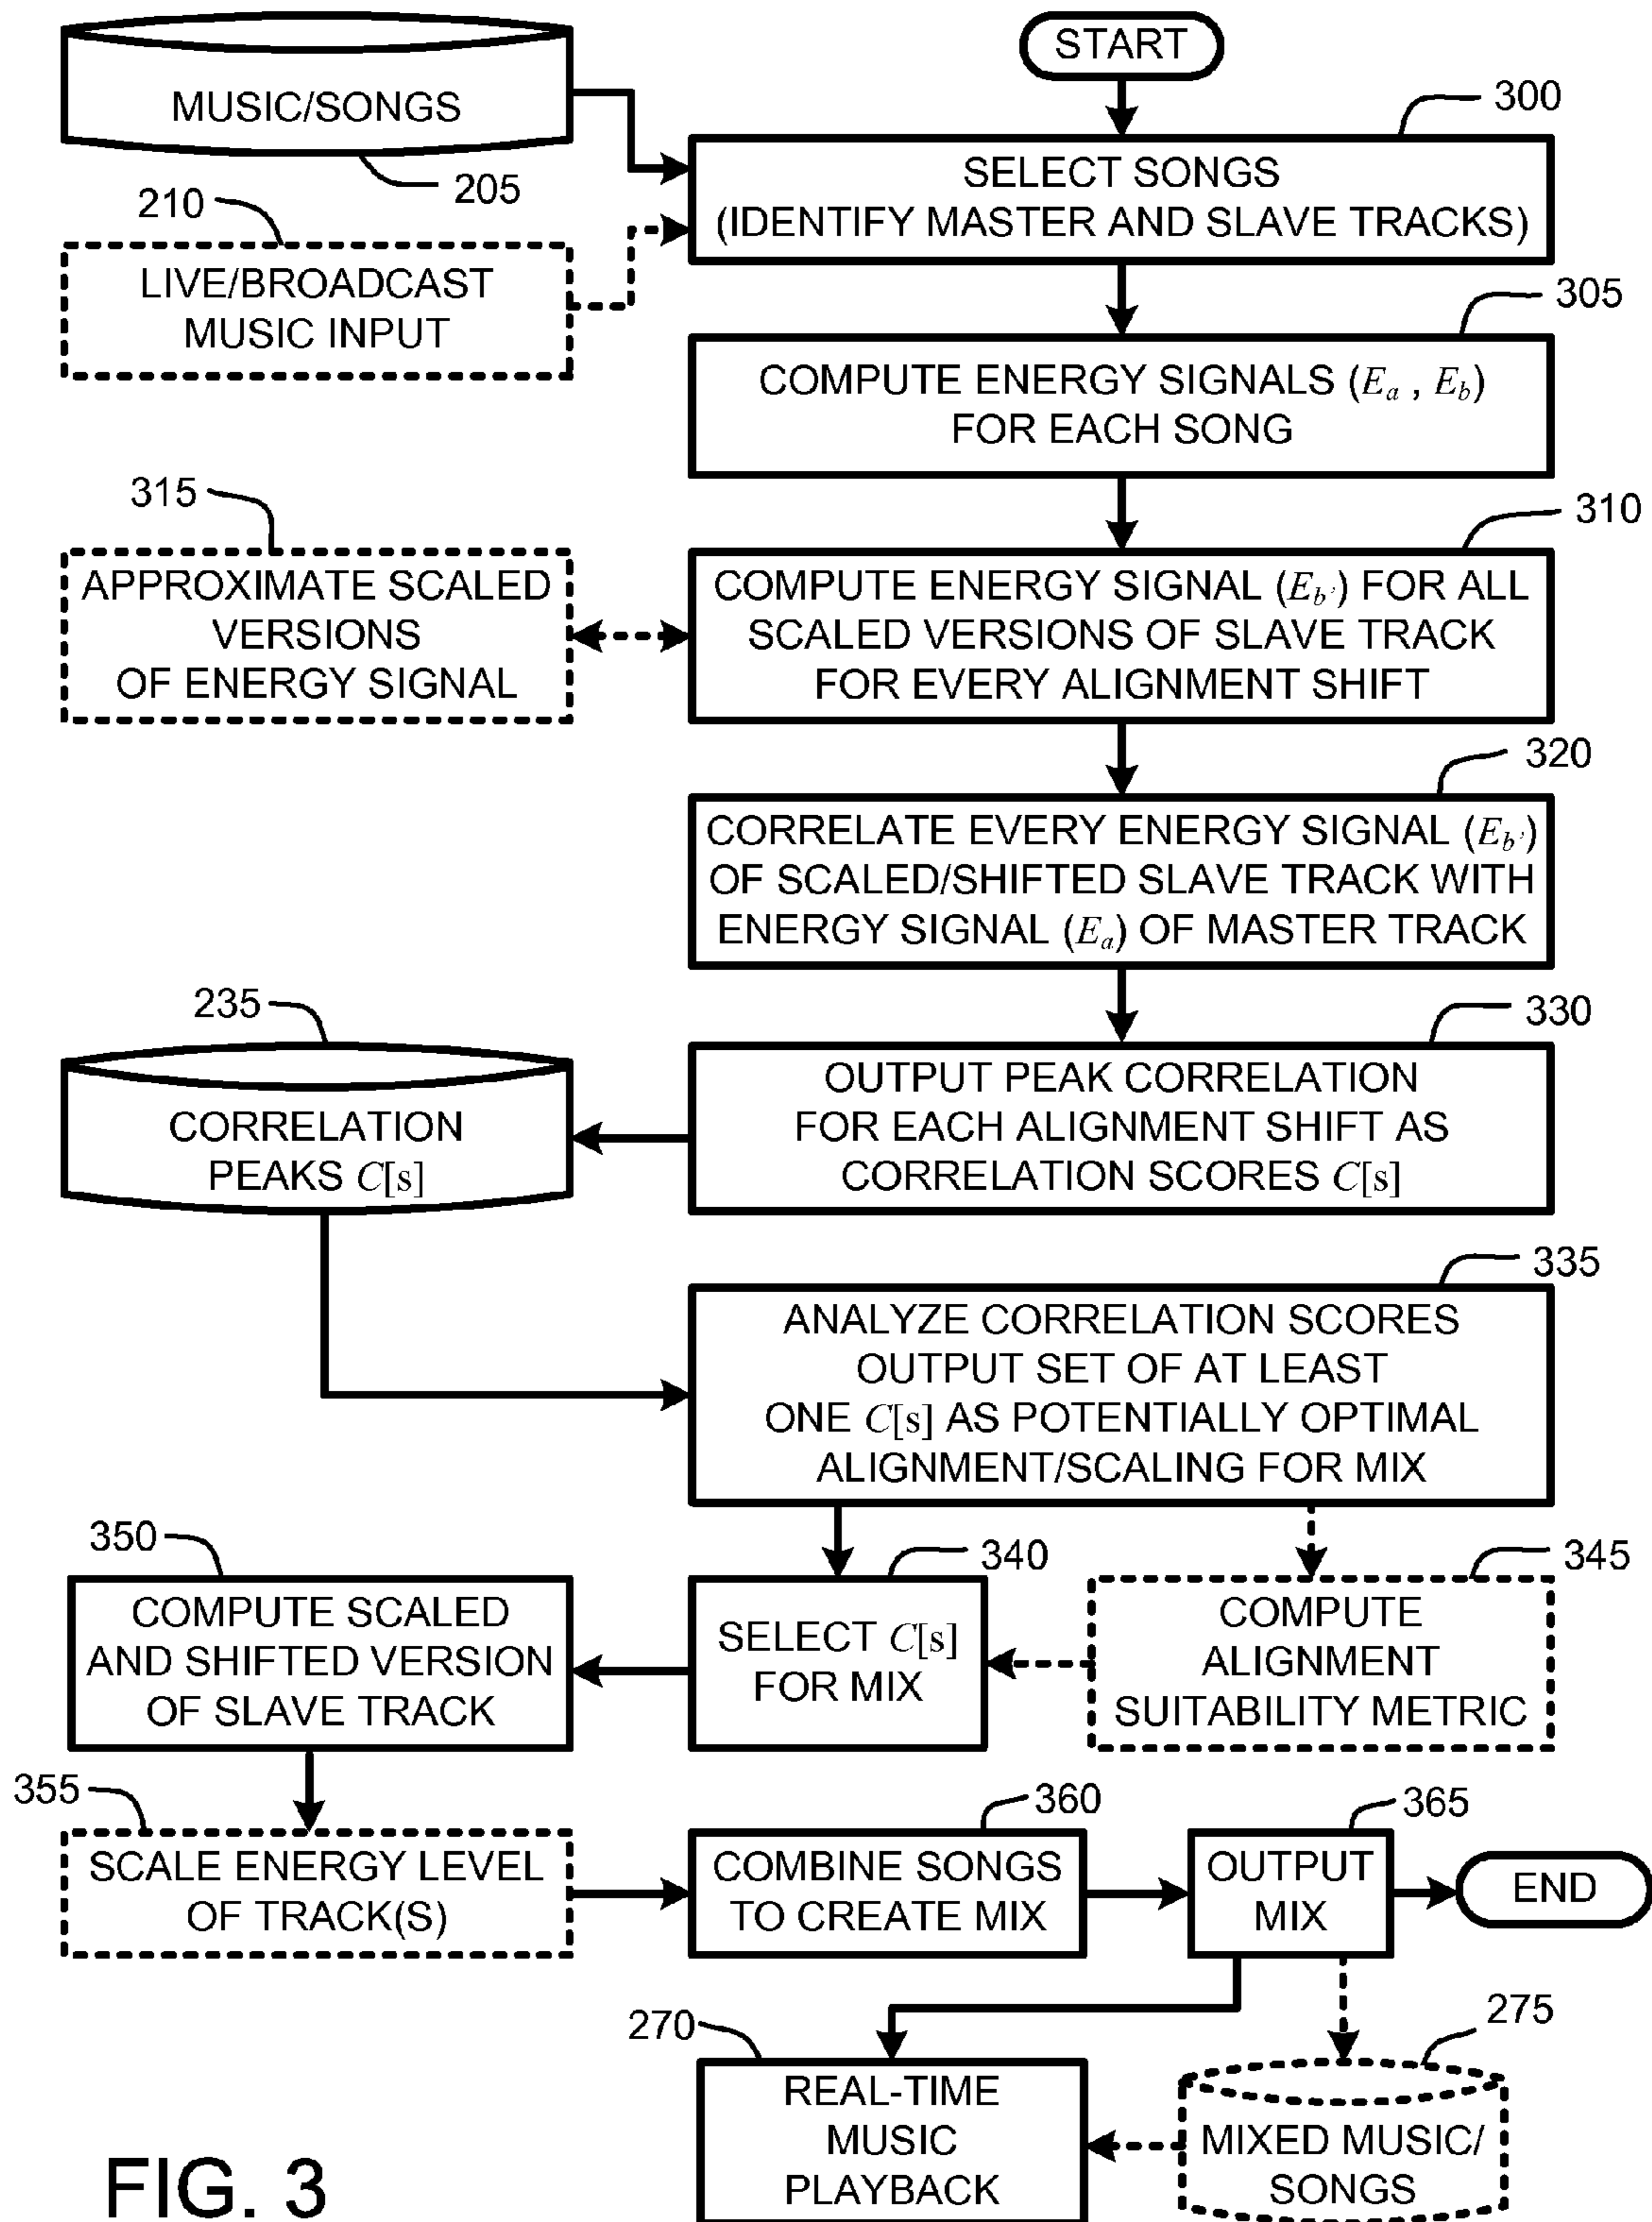 START
MUSIC/SONGS
205
300
SELECT SONGS
(IDENTIFY MASTER AND SLAVE TRACKS)
210
LIVE/BROADCAST
MUSIC INPUT
305
COMPUTE ENERGY SIGNALS (Ea , Eb)
FOR EACH SONG
315
APPROXIMATE SCALED
VERSIONS
OF ENERGY SIGNAL
310
COMPUTE ENERGY SIGNAL (Eb') FOR ALL
SCALED VERSIONS OF SLAVE TRACK
FOR EVERY ALIGNMENT SHIFT
320
CORRELATE EVERY ENERGY SIGNAL (Eb')
OF SCALED/SHIFTED SLAVE TRACK WITH
ENERGY SIGNAL (Ea) OF MASTER TRACK
235
CORRELATION
PEAKS C[s]
330
OUTPUT PEAK CORRELATION
FOR EACH ALIGNMENT SHIFT AS
CORRELATION SCORES C[s]
335
ANALYZE CORRELATION SCORES
OUTPUT SET OF AT LEAST
ONE C[s] AS POTENTIALLY OPTIMAL
ALIGNMENT/SCALING FOR MIX
350
COMPUTE SCALED
AND SHIFTED VERSION
OF SLAVE TRACK
340
SELECT C[s]
FOR MIX
345
COMPUTE
ALIGNMENT
SUITABILITY METRIC
355
SCALE ENERGY LEVEL
OF TRACK(S)
360
COMBINE SONGS
TO CREATE MIX
365
OUTPUT
MIX
END
270
REAL-TIME
MUSIC
PLAYBACK
275
MIXED MUSIC/
SONGS
FIG. 3